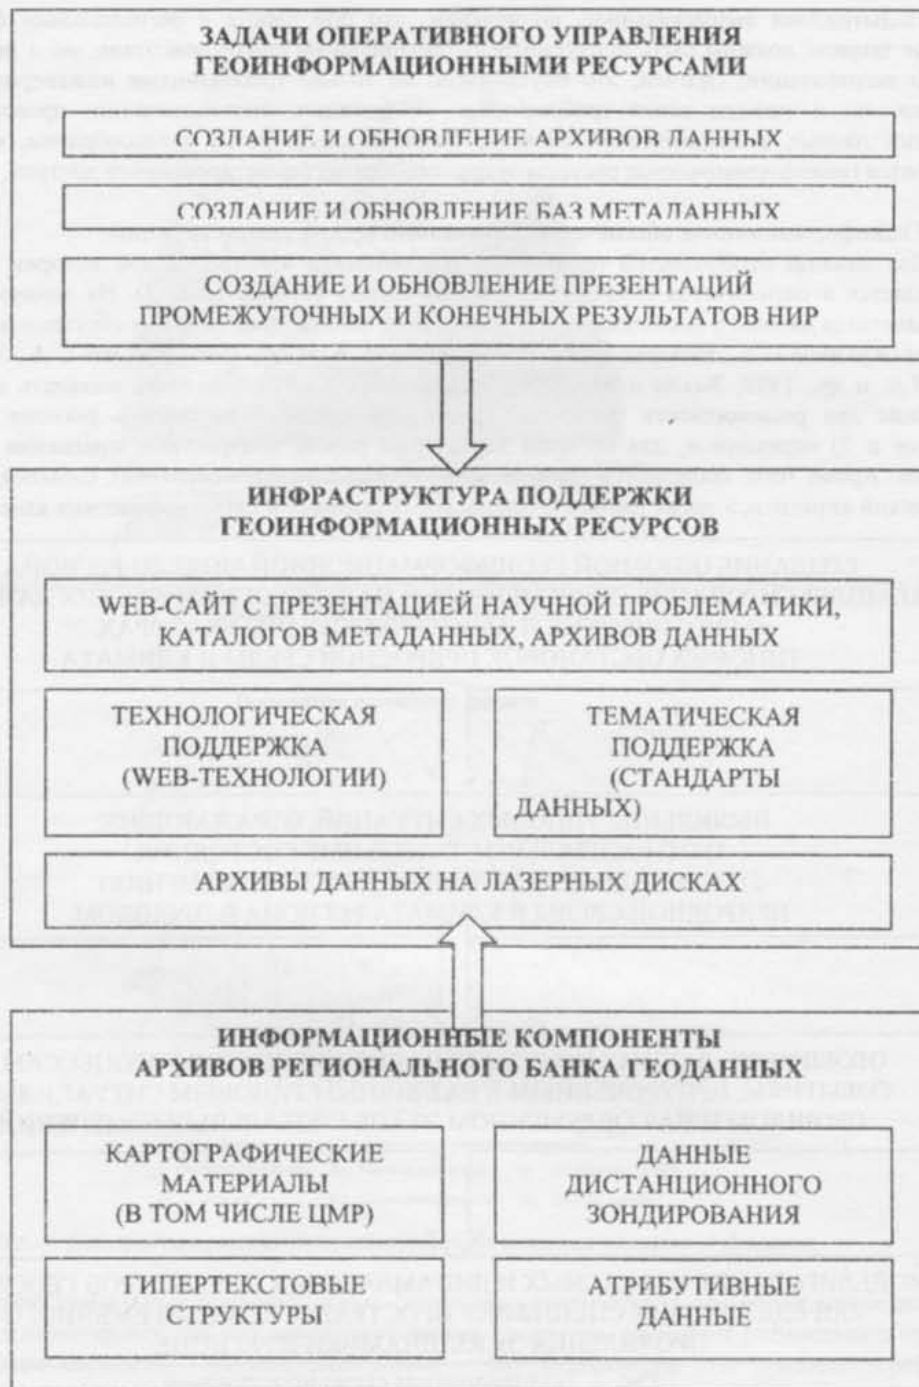 ЗАДАЧИ ОПЕРАТИВНОГО УПРАВЛЕНИЯ
ГЕОИНФОРМАЦИОННЫМИ РЕСУРСАМИ
СОЗДАНИЕ И ОБНОВЛЕНИЕ АРХИВОВ ДАННЫХ
СОЗДАНИЕ И ОБНОВЛЕНИЕ БАЗ МЕТАДАННЫХ
СОЗДАНИЕ И ОБНОВЛЕНИЕ ПРЕЗЕНТАЦИЙ
ПРОМЕЖУТОЧНЫХ И КОНЕЧНЫХ РЕЗУЛЬТАТОВ НИР
ИНФРАСТРУКТУРА ПОДДЕРЖКИ
ГЕОИНФОРМАЦИОННЫХ РЕСУРСОВ
WEB-САЙТ С ПРЕЗЕНТАЦИЕЙ НАУЧНОЙ ПРОБЛЕМАТИКИ,
КАТАЛОГОВ МЕТАДАННЫХ, АРХИВОВ ДАННЫХ
ТЕХНОЛОГИЧЕСКАЯ
ПОДДЕРЖКА
(WEB-ТЕХНОЛОГИИ)
ТЕМАТИЧЕСКАЯ
ПОДДЕРЖКА
(СТАНДАРТЫ
ДАННЫХ)
АРХИВЫ ДАННЫХ НА ЛАЗЕРНЫХ ДИСКАХ
ИНФОРМАЦИОННЫЕ КОМПОНЕНТЫ
АРХИВОВ РЕГИОНАЛЬНОГО БАНКА ГЕОДАННЫХ
КАРТОГРАФИЧЕСКИЕ
МАТЕРИАЛЫ
(В ТОМ ЧИСЛЕ ЦМР)
ДАННЫЕ
ДИСТАНЦИОННОГО
ЗОНДИРОВАНИЯ
ГИПЕРТЕКСТОВЫЕ
СТРУКТУРЫ
АТРИБУТИВНЫЕ
ДАННЫЕ